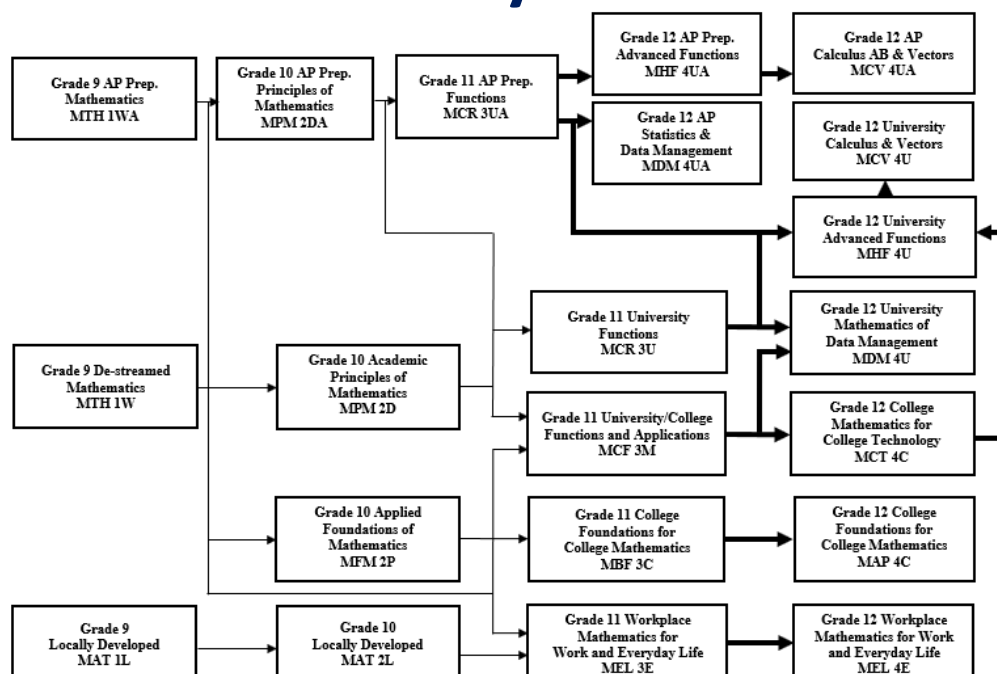 Grade 9 AP Prep.
Mathematics
MTH 1WA
Grade 10 AP Prep.
Principles of
Mathematics
MPM 2DA
Grade 11 AP Prep.
Functions
MCR 3UA
Grade 12 AP Prep.
Advanced Functions
MHF 4UA
Grade 12 AP
Calculus AB & Vectors
MCV 4UA
Grade 12 AP
Statistics &
Data Management
MDM 4UA
Grade 12 University
Calculus & Vectors
MCV 4U
Grade 12 University
Advanced Functions
MHF 4U
Grade 9 De-streamed
Mathematics
MTH 1W
Grade 10 Academic
Principles of
Mathematics
MPM 2D
Grade 11 University
Functions
MCR 3U
Grade 12 University
Mathematics of
Data Management
MDM 4U
Grade 11 University/College
Functions and Applications
MCF 3M
Grade 12 College
Mathematics for
College Technology
MCT 4C
Grade 10 Applied
Foundations of
Mathematics
MFM 2P
Grade 11 College
Foundations for
College Mathematics
MBF 3C
Grade 12 College
Foundations for
College Mathematics
MAP 4C
Grade 9
Locally Developed
MAT 1L
Grade 10
Locally Developed
MAT 2L
Grade 11 Workplace
Mathematics for
Work and Everyday Life
MEL 3E
Grade 12 Workplace
Mathematics for Work
and Everyday Life
MEL 4E